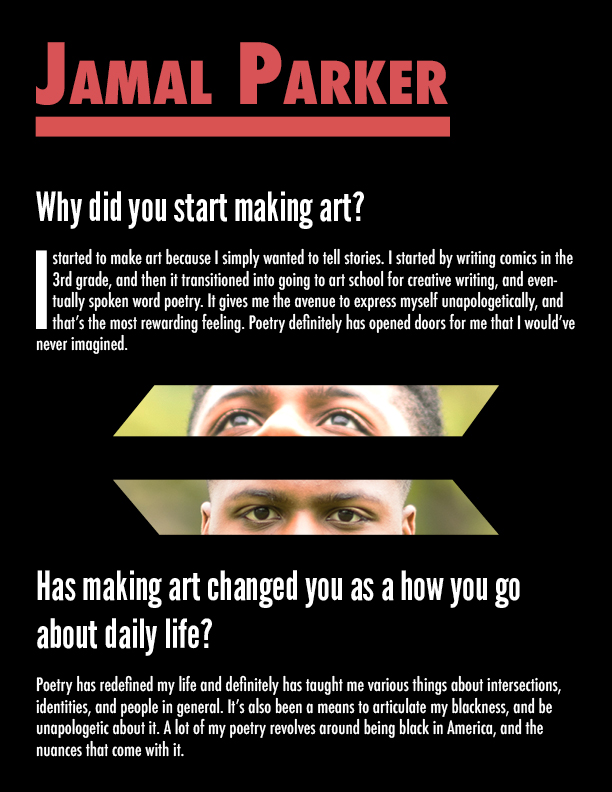 JAMAL PARKER
Why did you start making art?
I started to make art because I simply wanted to tell stories. I started by writing comics in the
3rd grade, and then it transitioned into going to art school for creative writing, and even-
tually spoken word poetry. It gives me the avenue to express myself unapologetically, and
that's the most rewarding feeling. Poetry definitely has opened doors for me that I would've
never imagined.
Has making art changed you as a how you go
about daily life?
Poetry has redefined my life and definitely has taught me various things about intersections,
identities, and people in general. It's also been a means to articulate my blackness, and be
unapologetic about it. A lot of my poetry revolves around being black in America, and the
nuances that come with it.